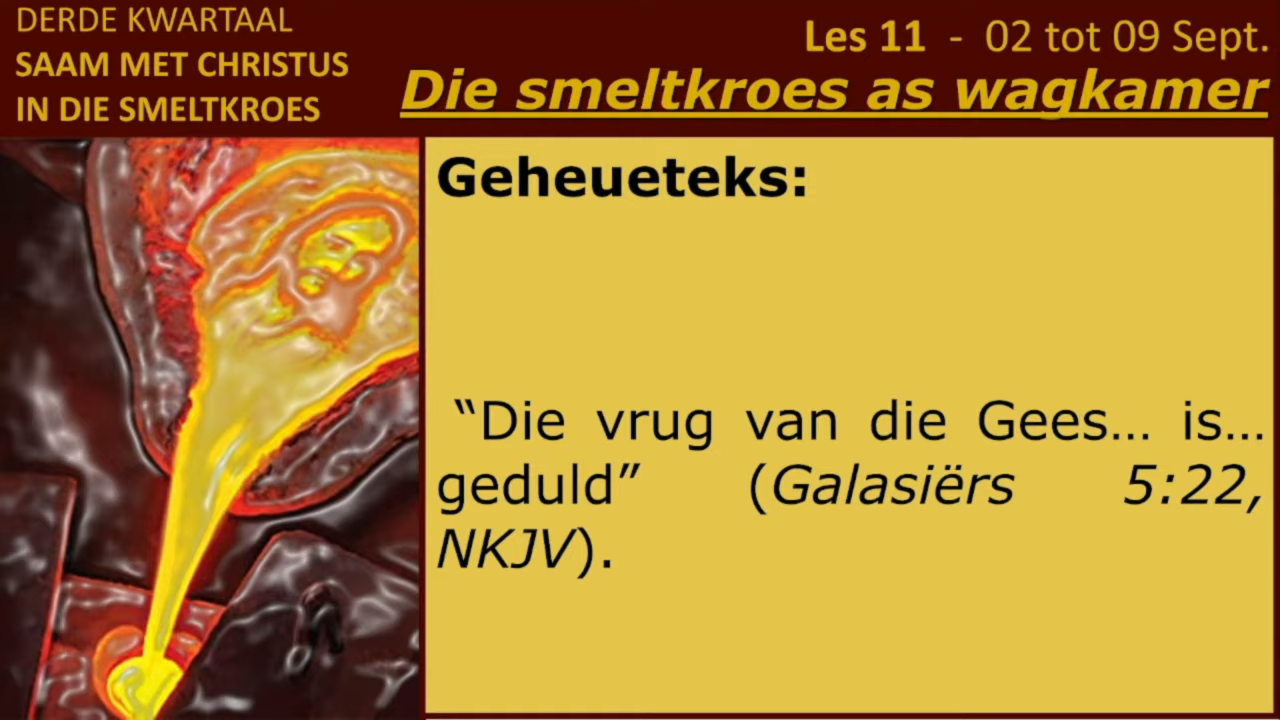 DERDE KWARTAAL
SAAM MET CHRISTUS
IN DIE SMELTKROES
Les 11 - 02 tot 09 Sept.
Die smeltkroes as wagkamer
Geheueteks:
“Die vrug van die Gees… is…
geduld” (Galasiërs 5:22,
NKJV).